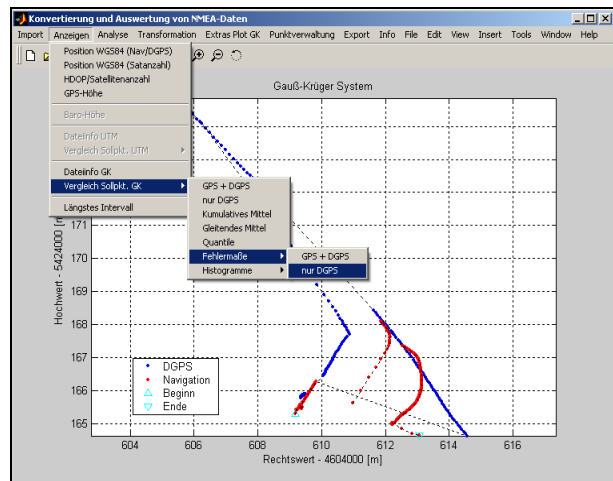 Konvertierung und Auswertung von NMEA-Daten
Import Anzeigen Analyse Transformation Extras Plot GK Punktverwaltung Export Info File Edit View Insert Tools Window Help
Position WGS84 (Nav/DGPS)
Position WGS84 (Satzanzahl)
HDOP/Satellitenanzahl
GPS-Höhe
Baro-Höhe
Dateiinfo UTM
Vergleich Sollpkt. UTM
Dateiinfo GK
Vergleich Sollpkt. GK
Längstes Intervall
GPS + DGPS
nur DGPS
Kumulatives Mittel
Gleitendes Mittel
Quantile
Fehlermaße
Histogramme
GPS + DGPS
nur DGPS
Gauß-Krüger System
171
170
169
168
167
166
165
Hochwert - 5424000 [m]
DGPS
Navigation
Beginn
Ende
604 606 608 610 612 614 616
Rechtswert - 4604000 [m]